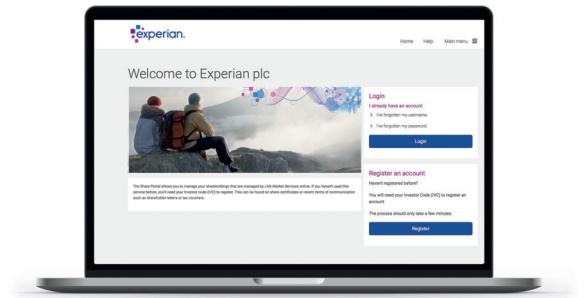 experian.
Home Help Main menu
Welcome to Experian plc
The Share Portal allows you to manage your shareholdings that are managed by Link Market Services online. If you haven't used this
service before, you'll need your investor code (IVC) to register. This can be found on share certificates or recent items of communication
such as shareholder letters or tax vouchers.
Login
I already have an account
> I've forgotten my username
> I've forgotten my password
Login
Register an account
Haven't registered before?
You will need your Investor Code (IVC) to register an
account
The process should only take a few minutes.
Register